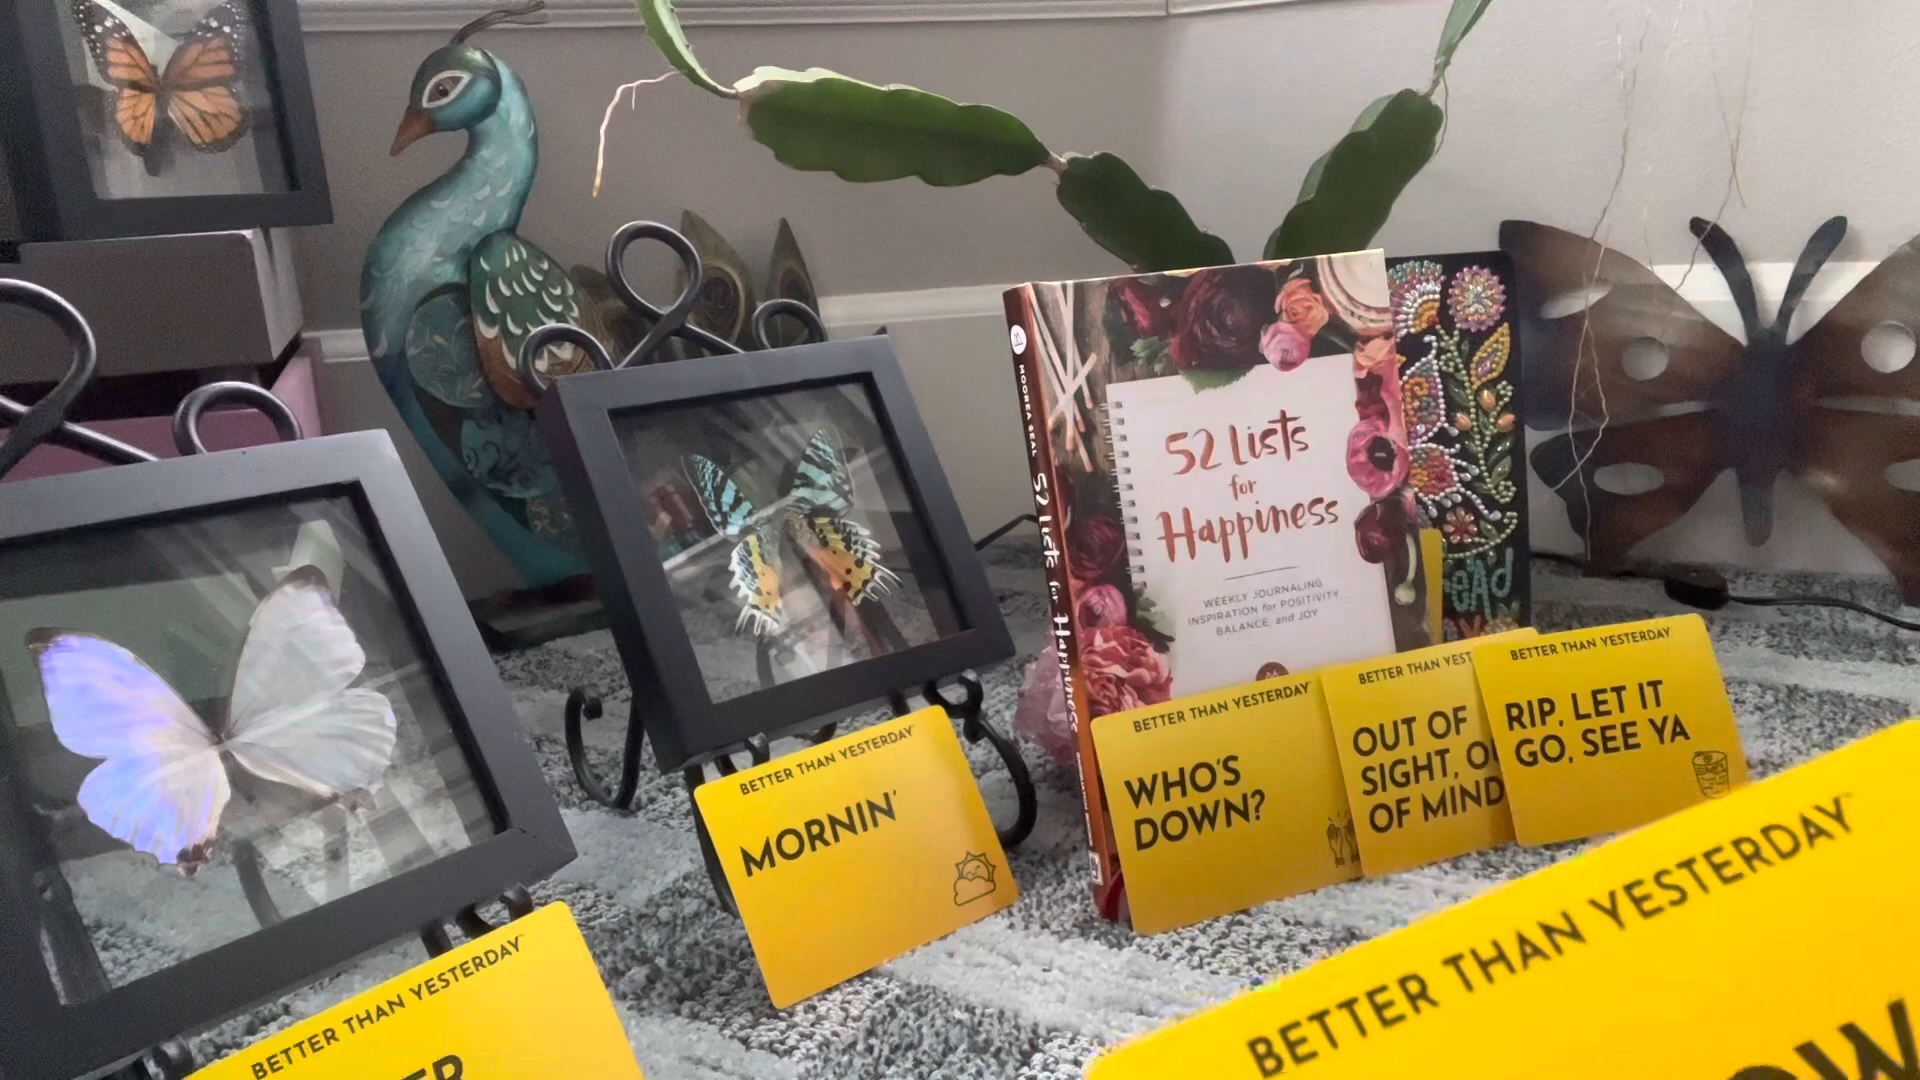 MOOREA SEAL
52 Lists for Happiness
52 Lists
for
Happiness
WEEKLY JOURNALING
INSPIRATION for POSITIVITY
BALANCE, and JOY
BETTER THAN YESTERDAY
MORNIN'
BETTER THAN YESTERDAY
WHO'S
DOWN?
BETTER THAN
OUT OF
SIGHT,
OF MIND
BETTER THAN YESTERDAY
RIP, LET IT
GO, SEE YA
BETTER THAN YESTERDAY
BETTER THAN YESTERDAY